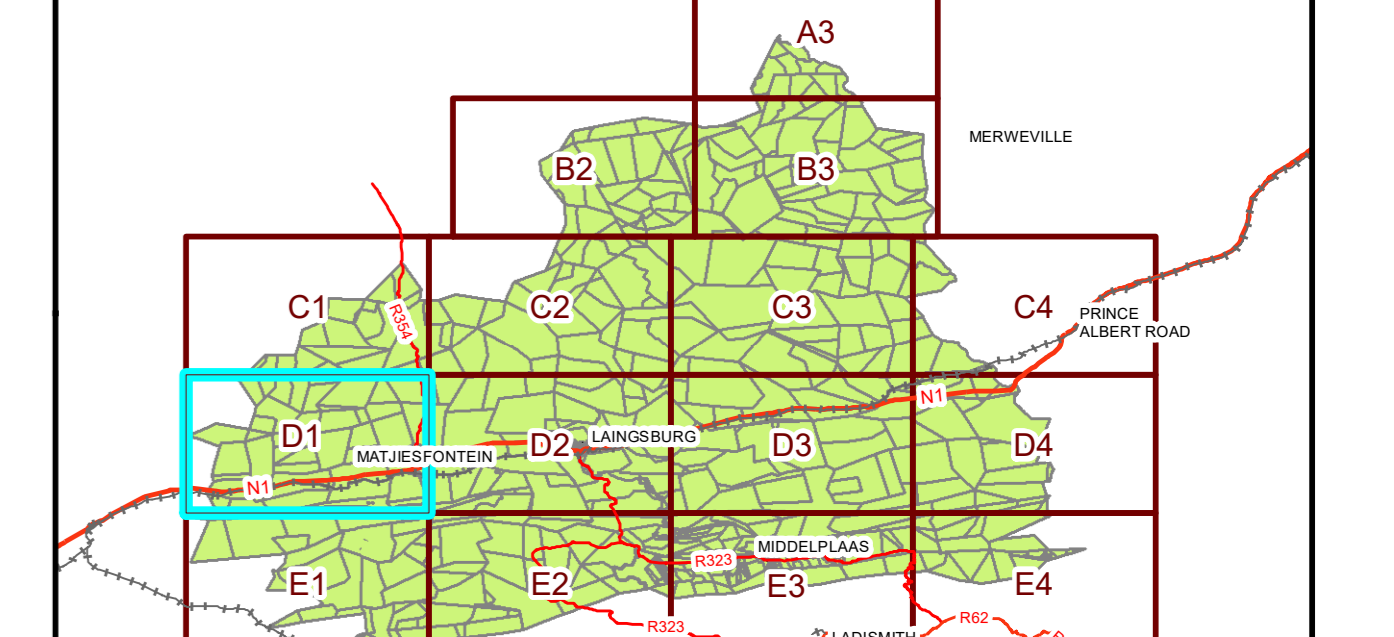 A3
MERWEVILLE
B2
B3
C1
R354
C2
C3
C4
PRINCE
ALBERT ROAD
N1
D1
MATJIESFONTEIN
D2
LAINGSBURG
D3
D4
N1
MIDDELPLAAS
R323
E1
E2
E3
E4
R323
R62
LADISMITH